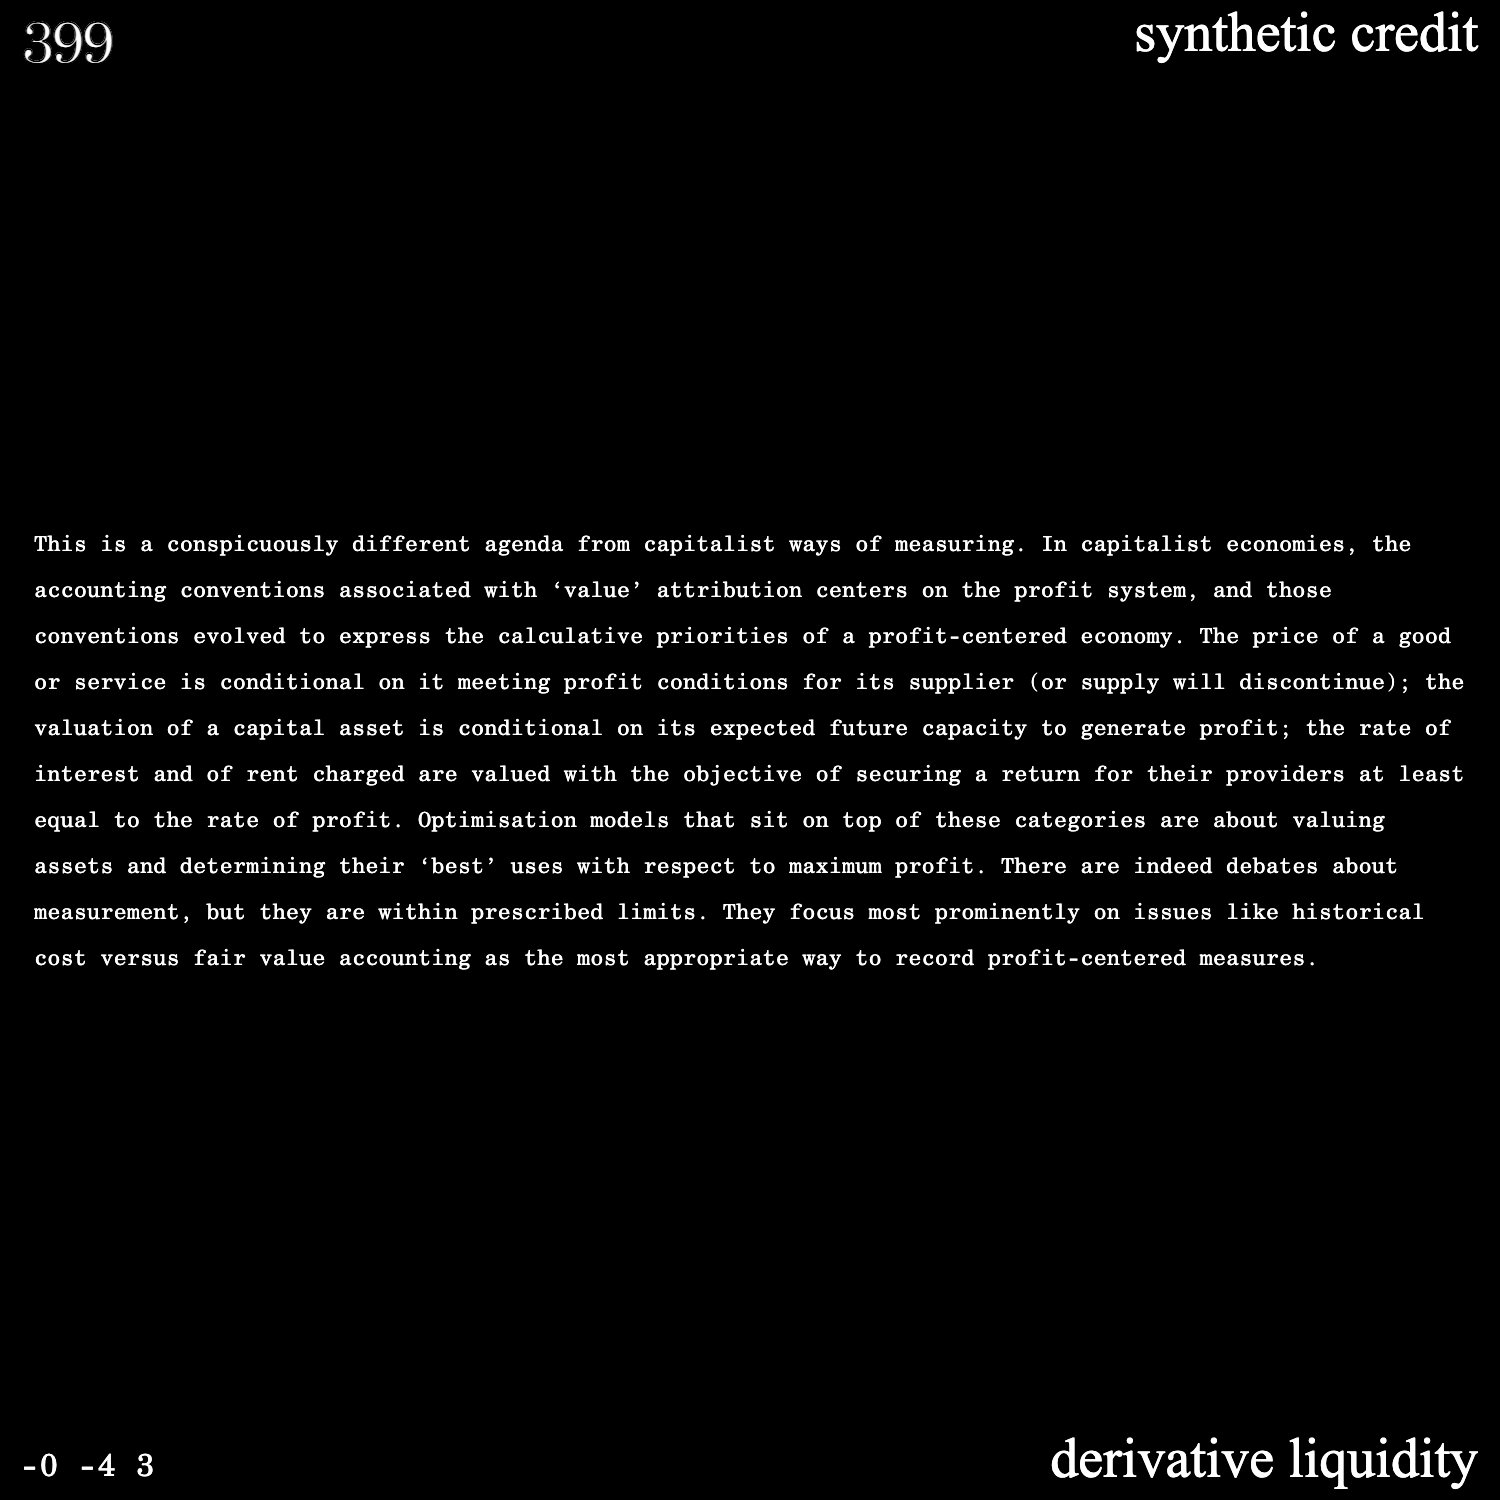 399
synthetic credit
This is a conspicuously different agenda from capitalist ways of measuring. In capitalist economies, the
accounting conventions associated with ‘value’ attribution centers on the profit system, and those
conventions evolved to express the calculative priorities of a profit-centered economy. The price of a good
or service is conditional on it meeting profit conditions for its supplier (or supply will discontinue); the
valuation of a capital asset is conditional on its expected future capacity to generate profit; the rate of
interest and of rent charged are valued with the objective of securing a return for their providers at least
equal to the rate of profit. Optimisation models that sit on top of these categories are about valuing
assets and determining their ‘best’ uses with respect to maximum profit. There are indeed debates about
measurement, but they are within prescribed limits. They focus most prominently on issues like historical
cost versus fair value accounting as the most appropriate way to record profit-centered measures.
-0 -4 3
derivative liquidity